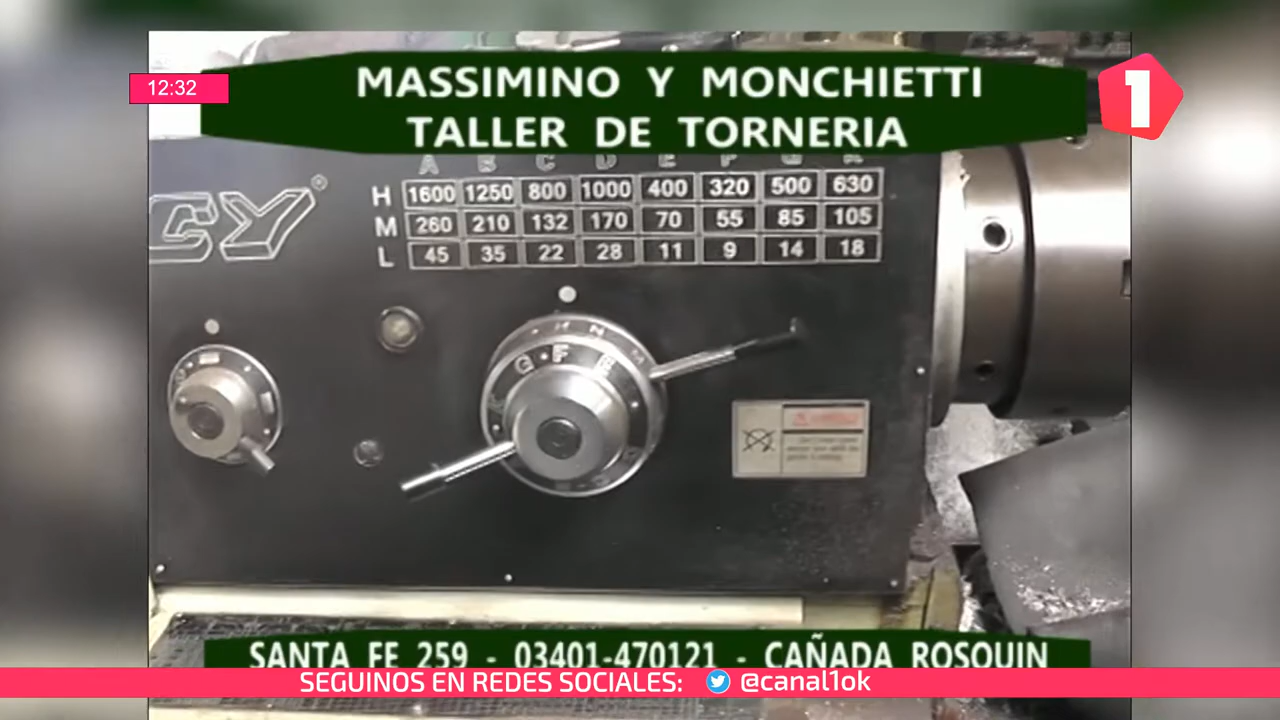 MASSIMINO Y MONCHIETTI
12:32
1
TALLER DE TORNERIA
A B C D E F G
CY®
H 1600 1250 800 1000 400 320 500 630
M 260 210 132 170 70 55 85 105
L 45 35 22 28 11 9 14 18
H N M
G F E
SANTA FE 259 - 03401-470121 - CAÑADA ROSQUIN
SEGUINOS EN REDES SOCIALES: @canal1ok